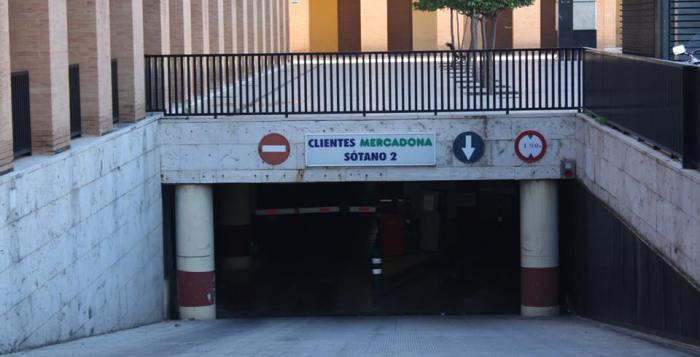 CLIENTES MERCADONA
SÓTANO 2